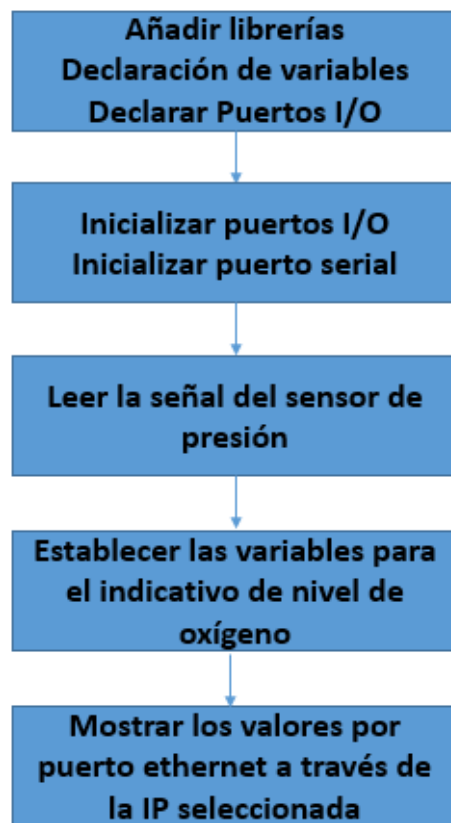 Añadir librerías
Declaración de variables
Declarar Puertos I/O
Inicializar puertos I/O
Inicializar puerto serial
Leer la señal del sensor de
presión
Establecer las variables para
el indicativo de nivel de
oxígeno
Mostrar los valores por
puerto ethernet a través de
la IP seleccionada